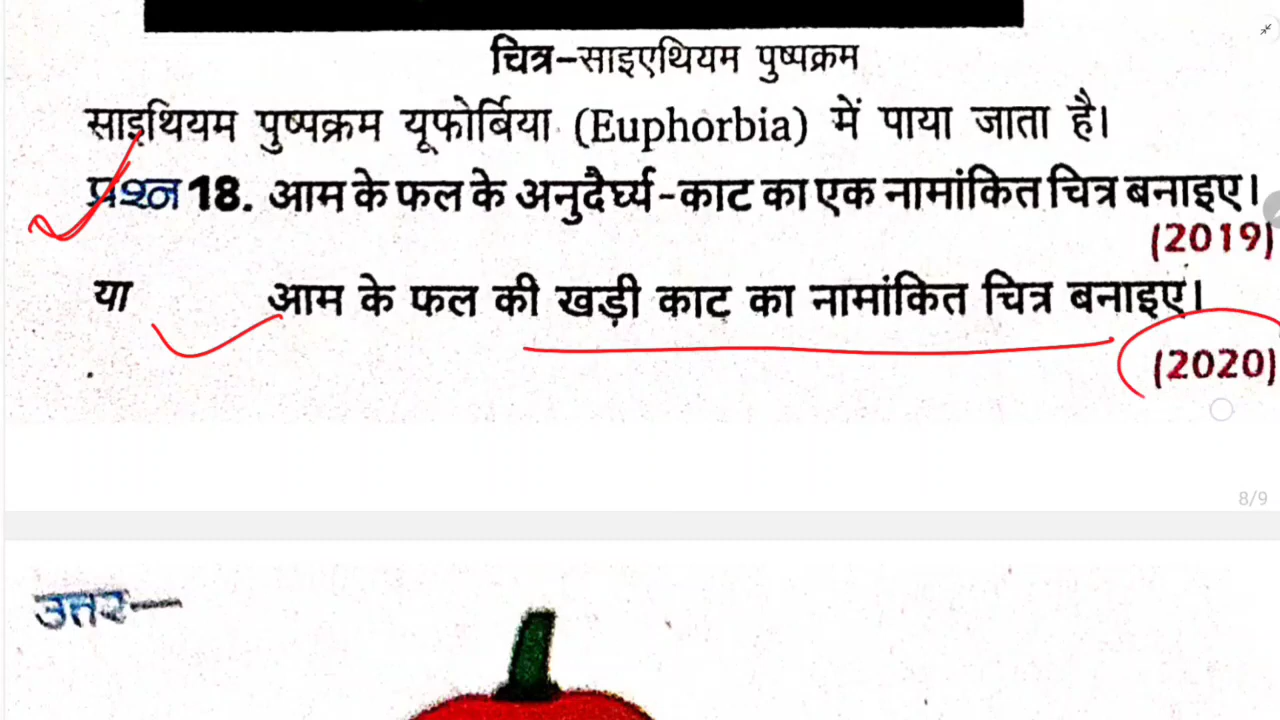 चित्र–साइएथियम पुष्पक्रम
साइथियम पुष्पक्रम यूफोर्बिया (Euphorbia) में पाया जाता है।
प्रश्न 18. आम के फल के अनुदैर्घ्य-काट का एक नामांकित चित्र बनाइए।
(2019)
या आम के फल की खड़ी काट का नामांकित चित्र बनाइए।
(2020)
8/9
उत्तर—